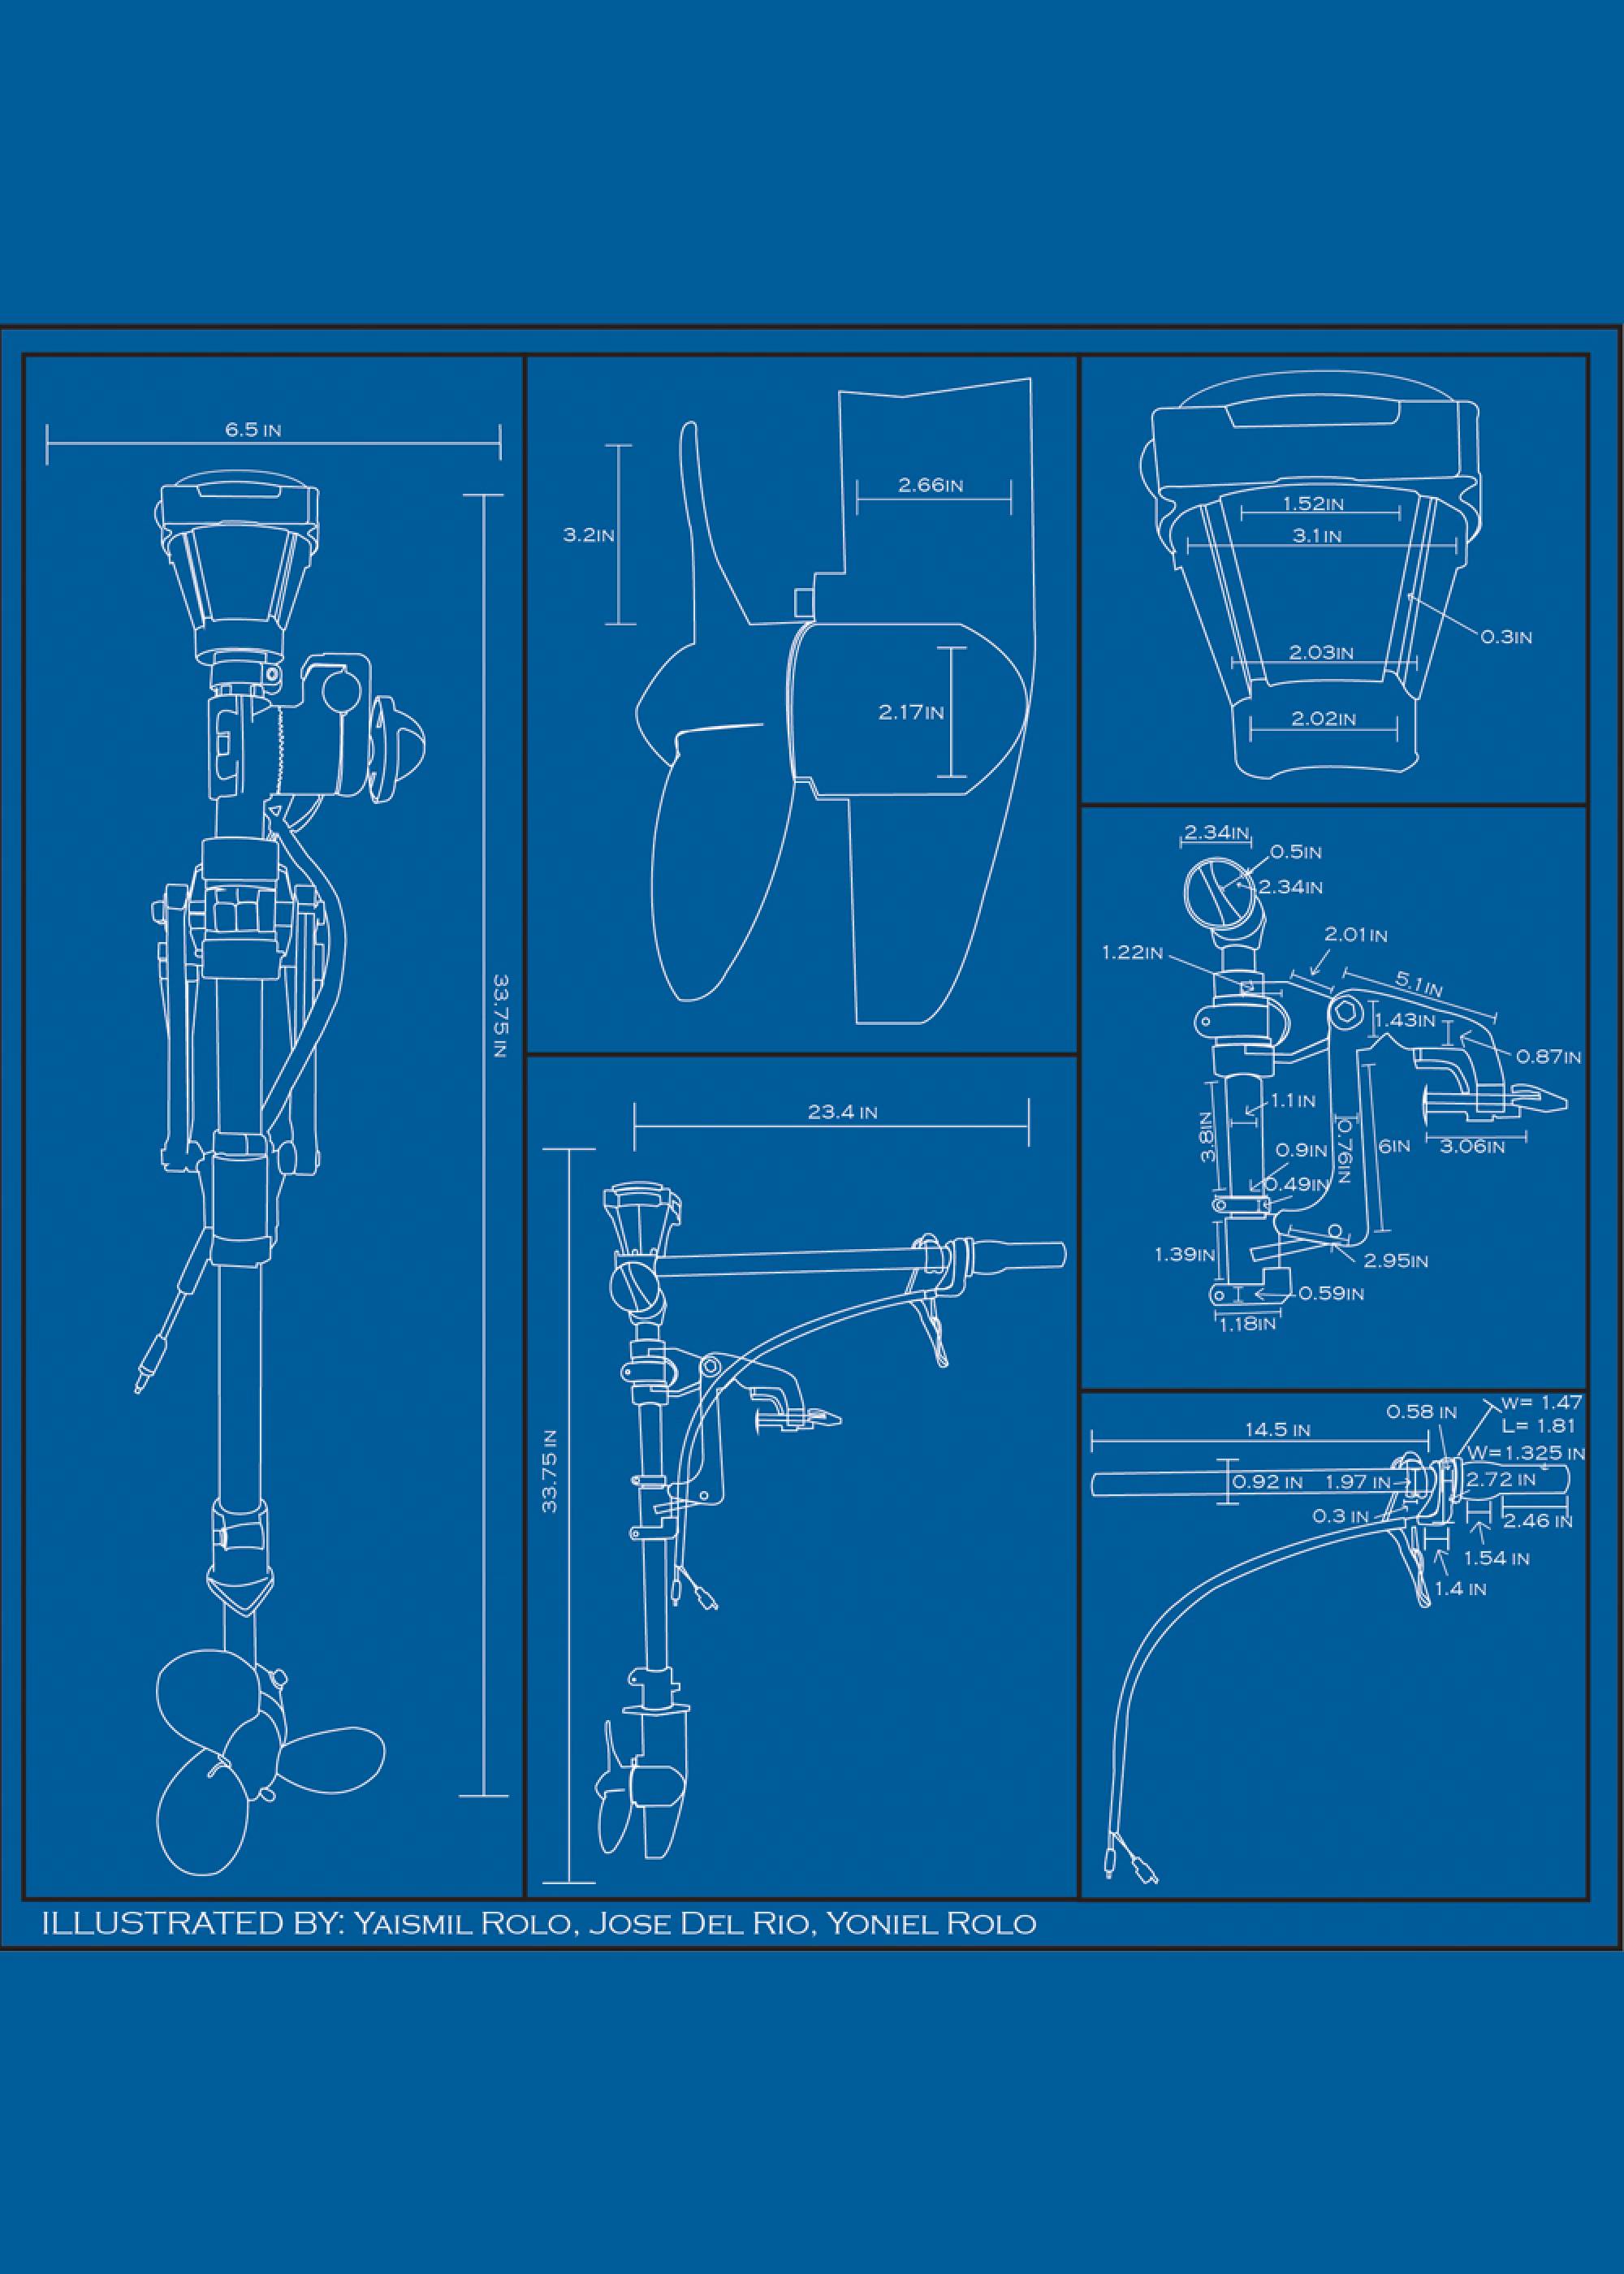 6.5 IN
33.75 IN
3.2IN
2.66IN
2.17IN
23.4 IN
33.75 IN
1.52IN
3.1IN
0.3IN
2.03IN
2.02IN
2.34IN
0.5IN
2.34IN
2.01IN
1.22IN
5.1IN
1.43IN
0.87IN
1.1IN
3.8IN
0.76IN
6IN
3.06IN
0.9IN
0.49IN
1.39IN
2.95IN
0.59IN
1.18IN
W= 1.47
0.58 IN
L= 1.81
14.5 IN
W=1.325 IN
0.92 IN
1.97 IN
2.72 IN
0.3 IN
2.46 IN
1.54 IN
1.4 IN
ILLUSTRATED BY: YAISMIL ROLO, JOSE DEL RIO, YONIEL ROLO